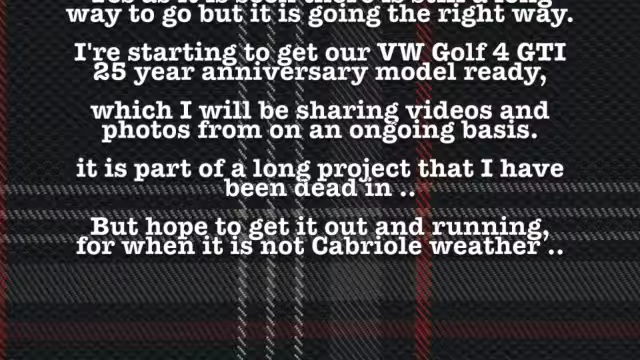 way to go but it is going the right way.
I're starting to get our VW Golf 4 GTI
25 year anniversary model ready,
which I will be sharing videos and
photos from on an ongoing basis.
it is part of a long project that I have
been dead in ..
But hope to get it out and running,
for when it is not Cabriole weather ..